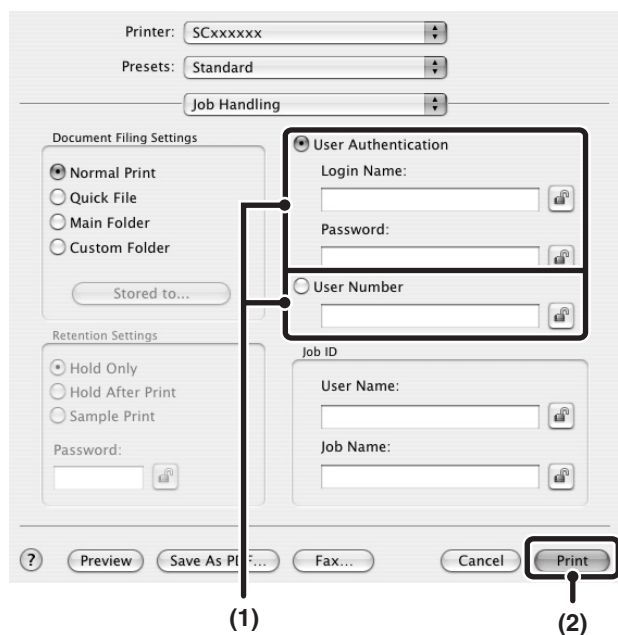 Printer: SCxxxxxx
Presets: Standard
Job Handling
Document Filing Settings
Normal Print
Quick File
Main Folder
Custom Folder
Stored to...
Retention Settings
Hold Only
Hold After Print
Sample Print
Password:
User Authentication
Login Name:
Password:
User Number
Job ID
User Name:
Job Name:
? Preview Save As PDF... Fax... Cancel Print
(1) (2)